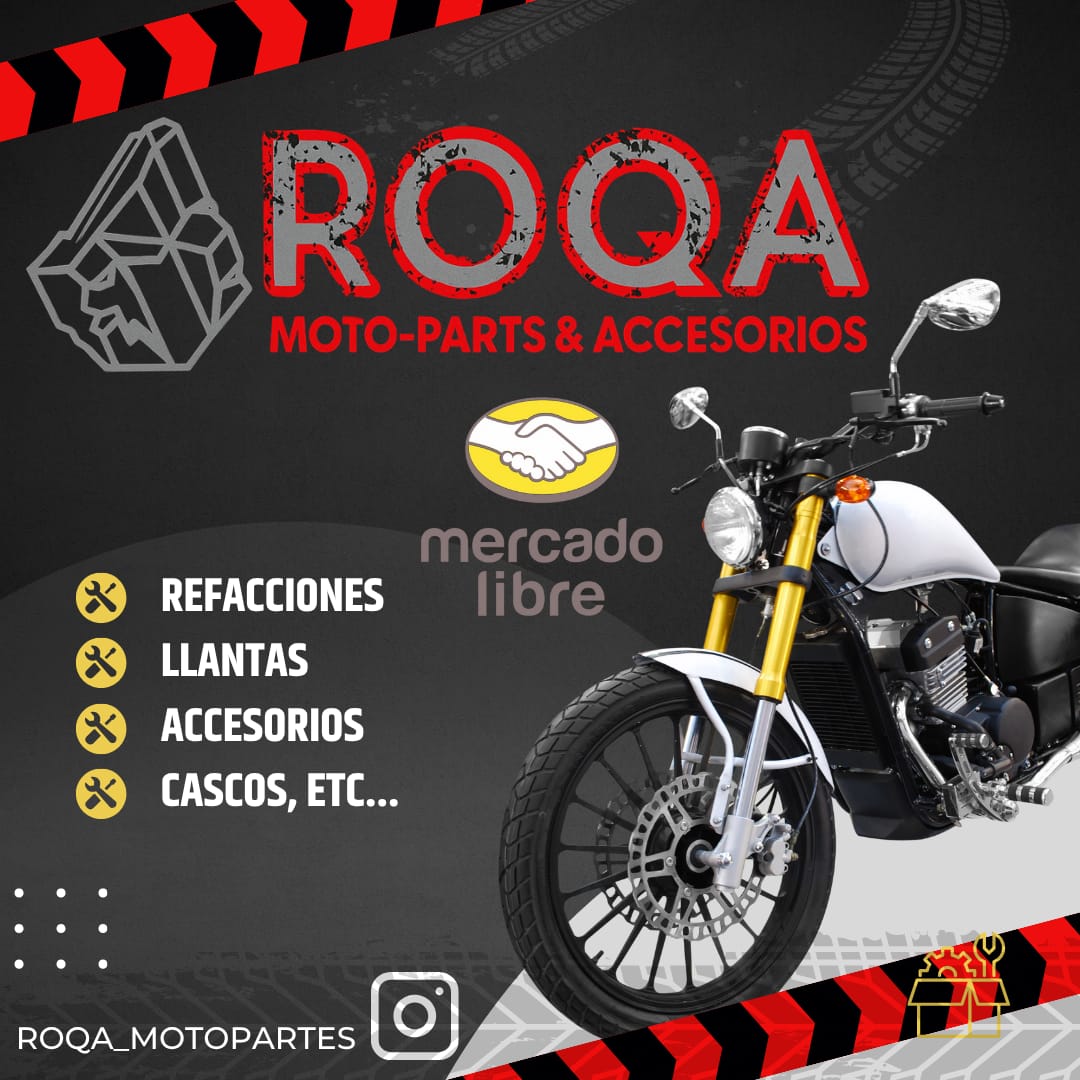 ROQA
MOTO-PARTS & ACCESORIOS
mercado
libre
REFACCIONES
LLANTAS
ACCESORIOS
CASCOS, ETC...
ROQA_MOTOPARTES